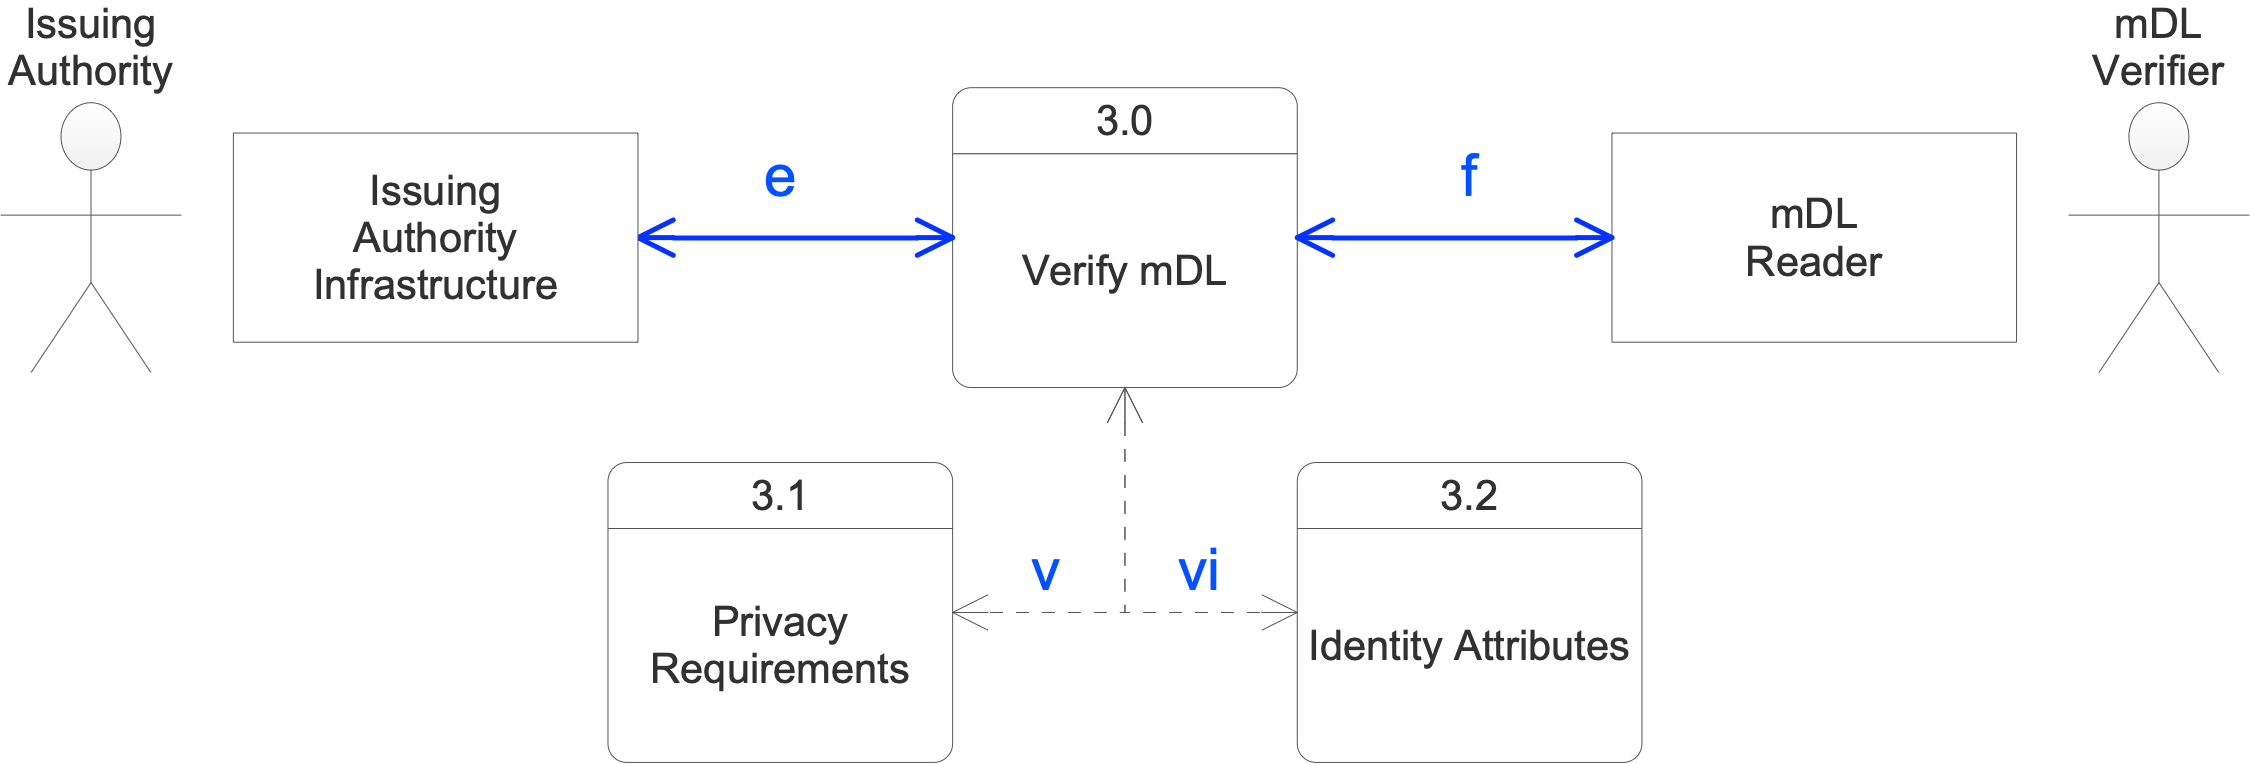 Issuing
Authority
mDL
Verifier
3.0
Issuing
Authority
Infrastructure
e
Verify mDL
f
mDL
Reader
3.1
Privacy
Requirements
v
vi
3.2
Identity Attributes